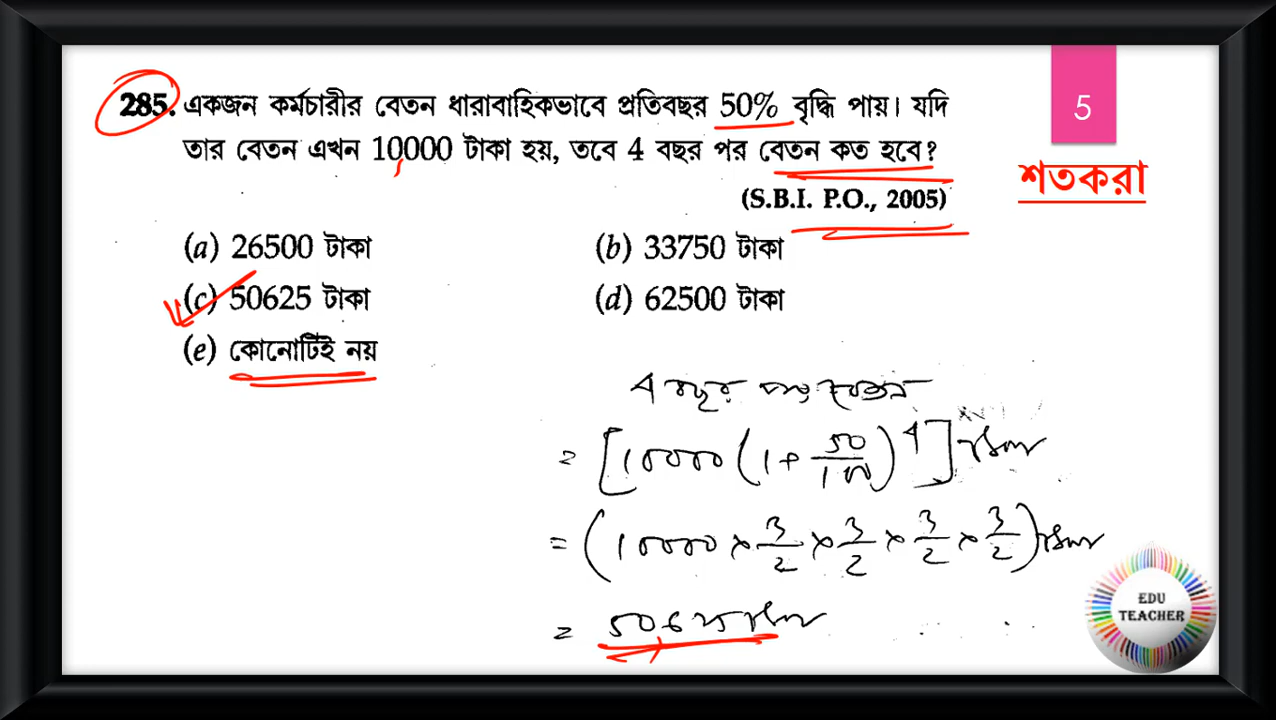 285. একজন কর্মচারীর বেতন ধারাবাহিকভাবে প্রতিবছর 50% বৃদ্ধি পায়। যদি
তার বেতন এখন 10000 টাকা হয়, তবে 4 বছর পর বেতন কত হবে?
(S.B.I. P.O., 2005)
5
শতকরা
(a) 26500 টাকা (b) 33750 টাকা
(c) 50625 টাকা (d) 62500 টাকা
(e) কোনোটিই নয়
4 বছর পর বেতন
= [10000 (1 + 50/100)^4] টাকা
= (10000 × 3/2 × 3/2 × 3/2 × 3/2) টাকা
= 50625 টাকা
EDU
TEACHER